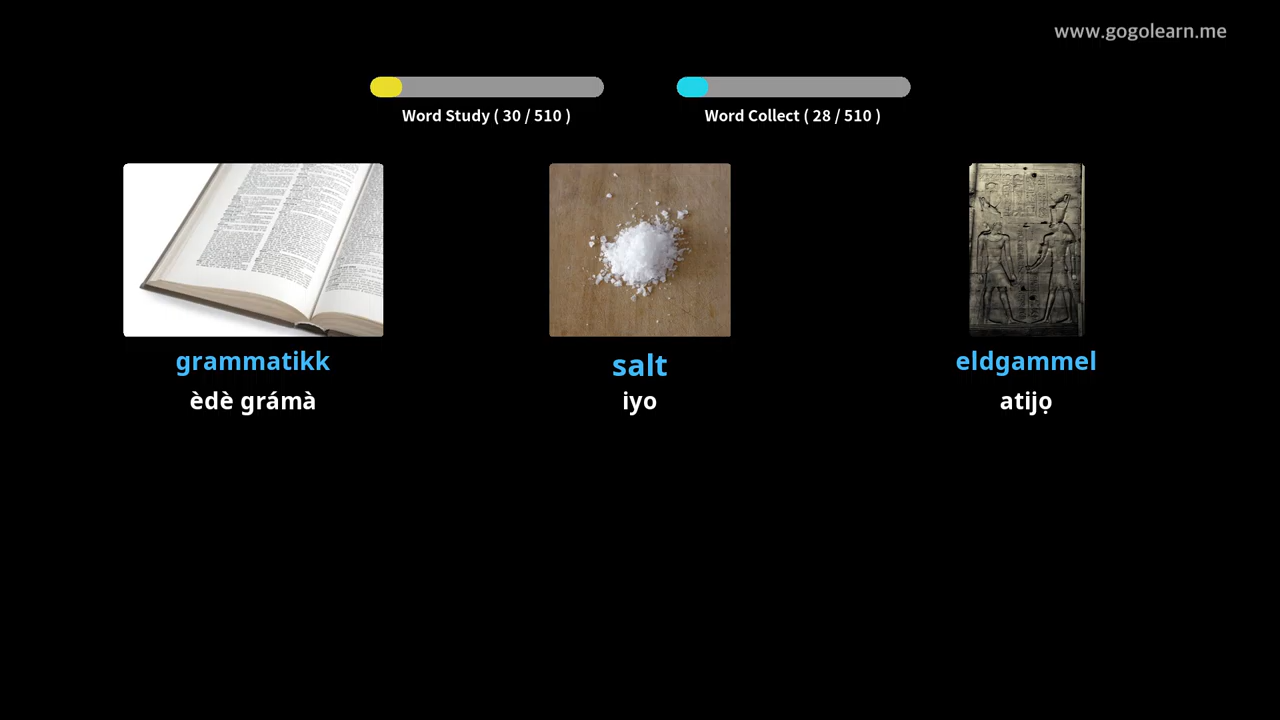 www.gogolearn.me
Word Study ( 30 / 510 )
Word Collect ( 28 / 510 )
grammatikk
salt
eldgammel
èdè grámà
iyo
atijọ